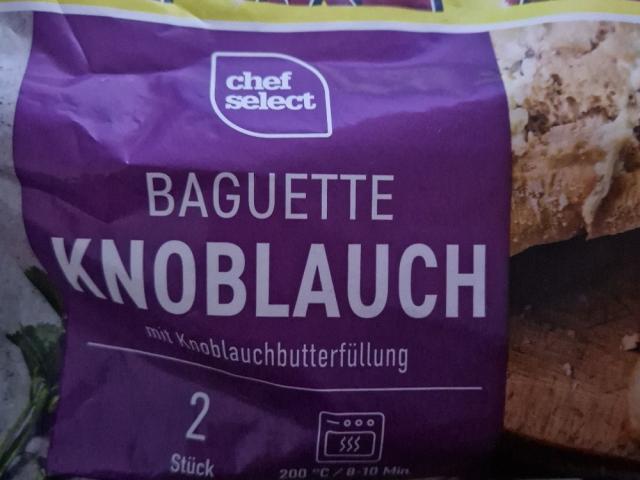 chef
select
BAGUETTE
KNOBLAUCH
mit Knoblauchbutterfüllung
2
Stück
200 °C / 8-10 Min.